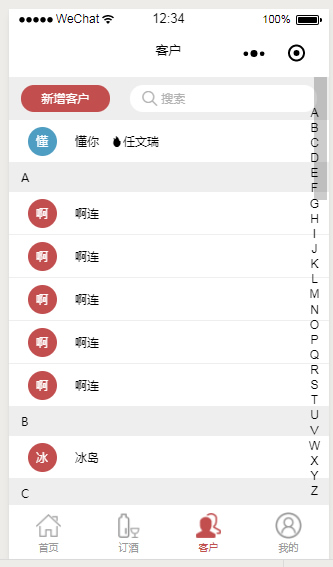 WeChat 12:34 100%
客户
新增客户 搜索
懂 懂你 任文瑞
A
啊 啊连
啊 啊连
啊 啊连
啊 啊连
啊 啊连
B
冰 冰岛
C
A
B
C
D
E
F
G
H
I
J
K
L
M
N
O
P
Q
R
S
T
U
V
W
X
Y
Z
首页 订酒 客户 我的